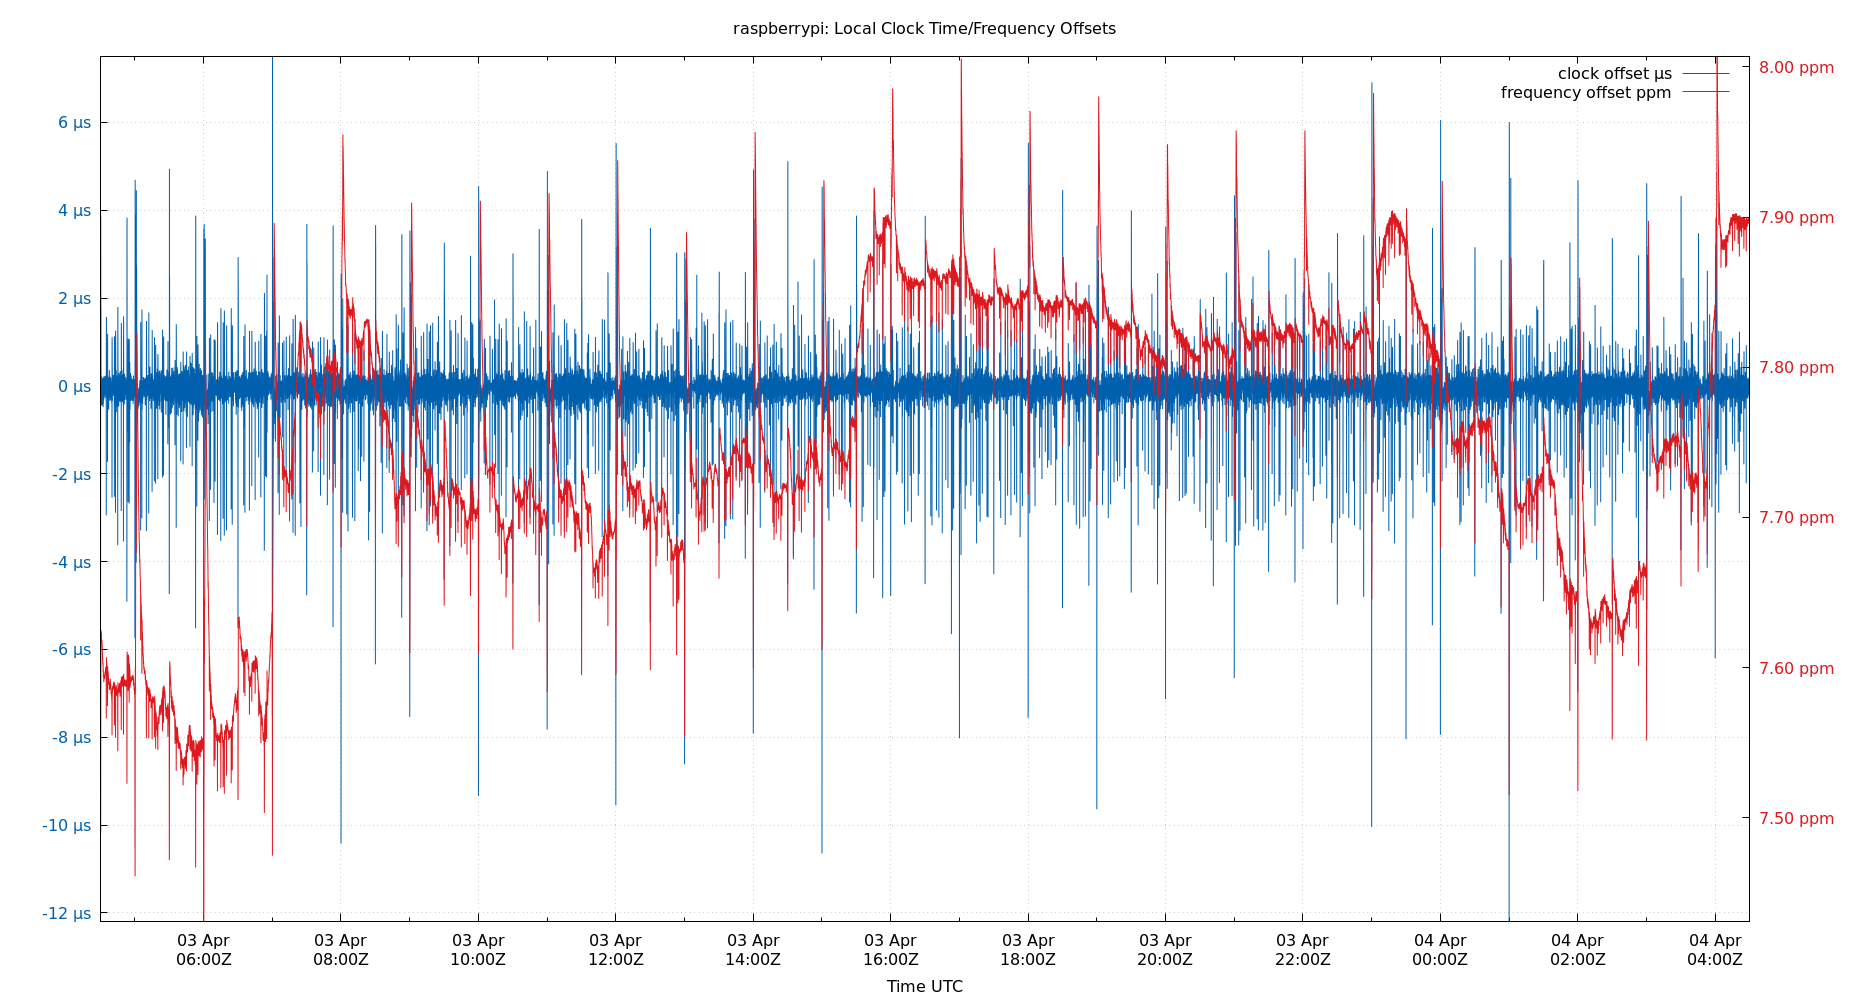 raspberrypi: Local Clock Time/Frequency Offsets
clock offset µs
frequency offset ppm
6 µs
4 µs
2 µs
0 µs
-2 µs
-4 µs
-6 µs
-8 µs
-10 µs
-12 µs
8.00 ppm
7.90 ppm
7.80 ppm
7.70 ppm
7.60 ppm
7.50 ppm
03 Apr 03 Apr 03 Apr 03 Apr 03 Apr 03 Apr 03 Apr 03 Apr 03 Apr 04 Apr 04 Apr 04 Apr
06:00Z 08:00Z 10:00Z 12:00Z 14:00Z 16:00Z 18:00Z 20:00Z 22:00Z 00:00Z 02:00Z 04:00Z
Time UTC